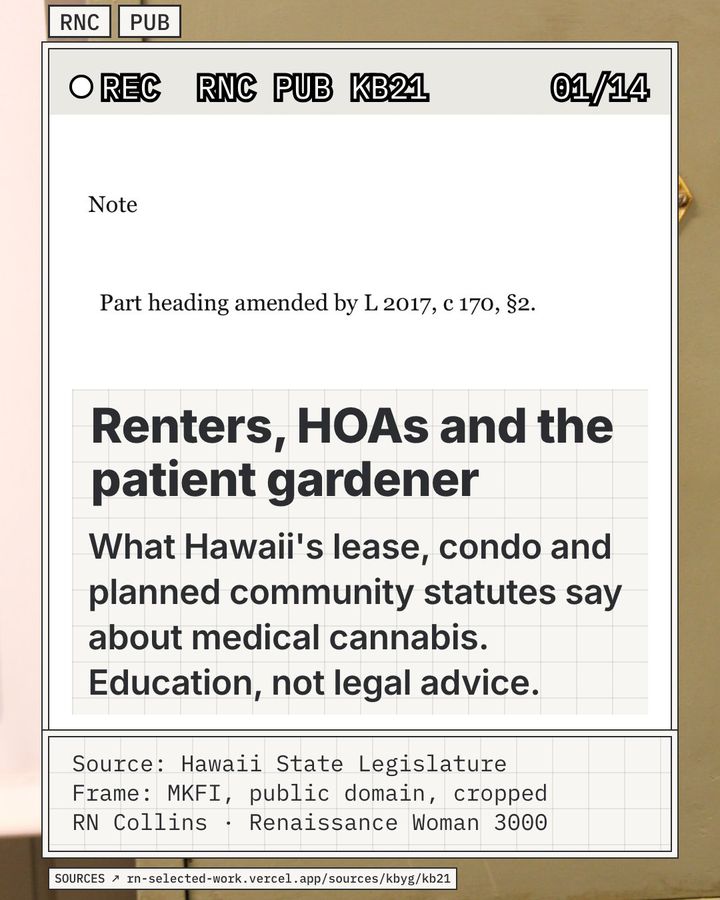 RNC PUB
REC RNC PUB KB21 01/14
Note
Part heading amended by L 2017, c 170, §2.
Renters, HOAs and the
patient gardener
What Hawaii's lease, condo and
planned community statutes say
about medical cannabis.
Education, not legal advice.
Source: Hawaii State Legislature
Frame: MKFI, public domain, cropped
RN Collins · Renaissance Woman 3000
SOURCES ↗ rn-selected-work.vercel.app/sources/kbyg/kb21